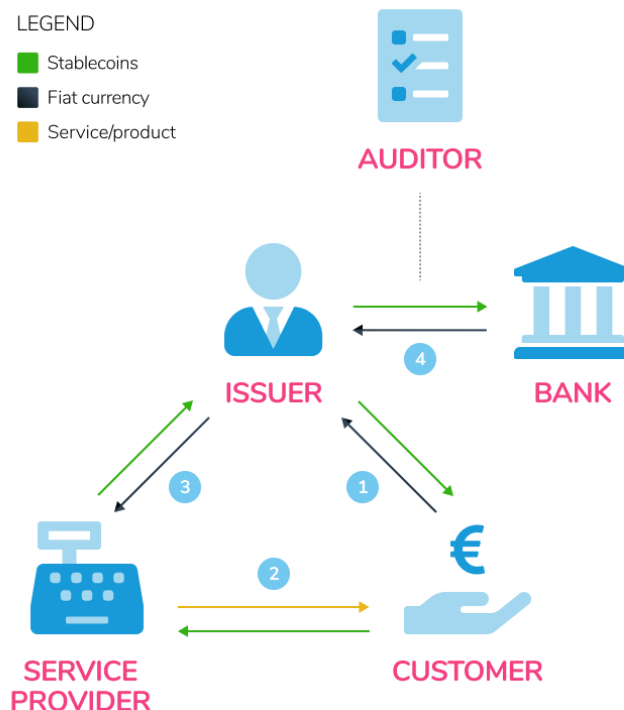 LEGEND
Stablecoins
Fiat currency
Service/product
AUDITOR
4
ISSUER
BANK
3
1
€
2
SERVICE
PROVIDER
CUSTOMER